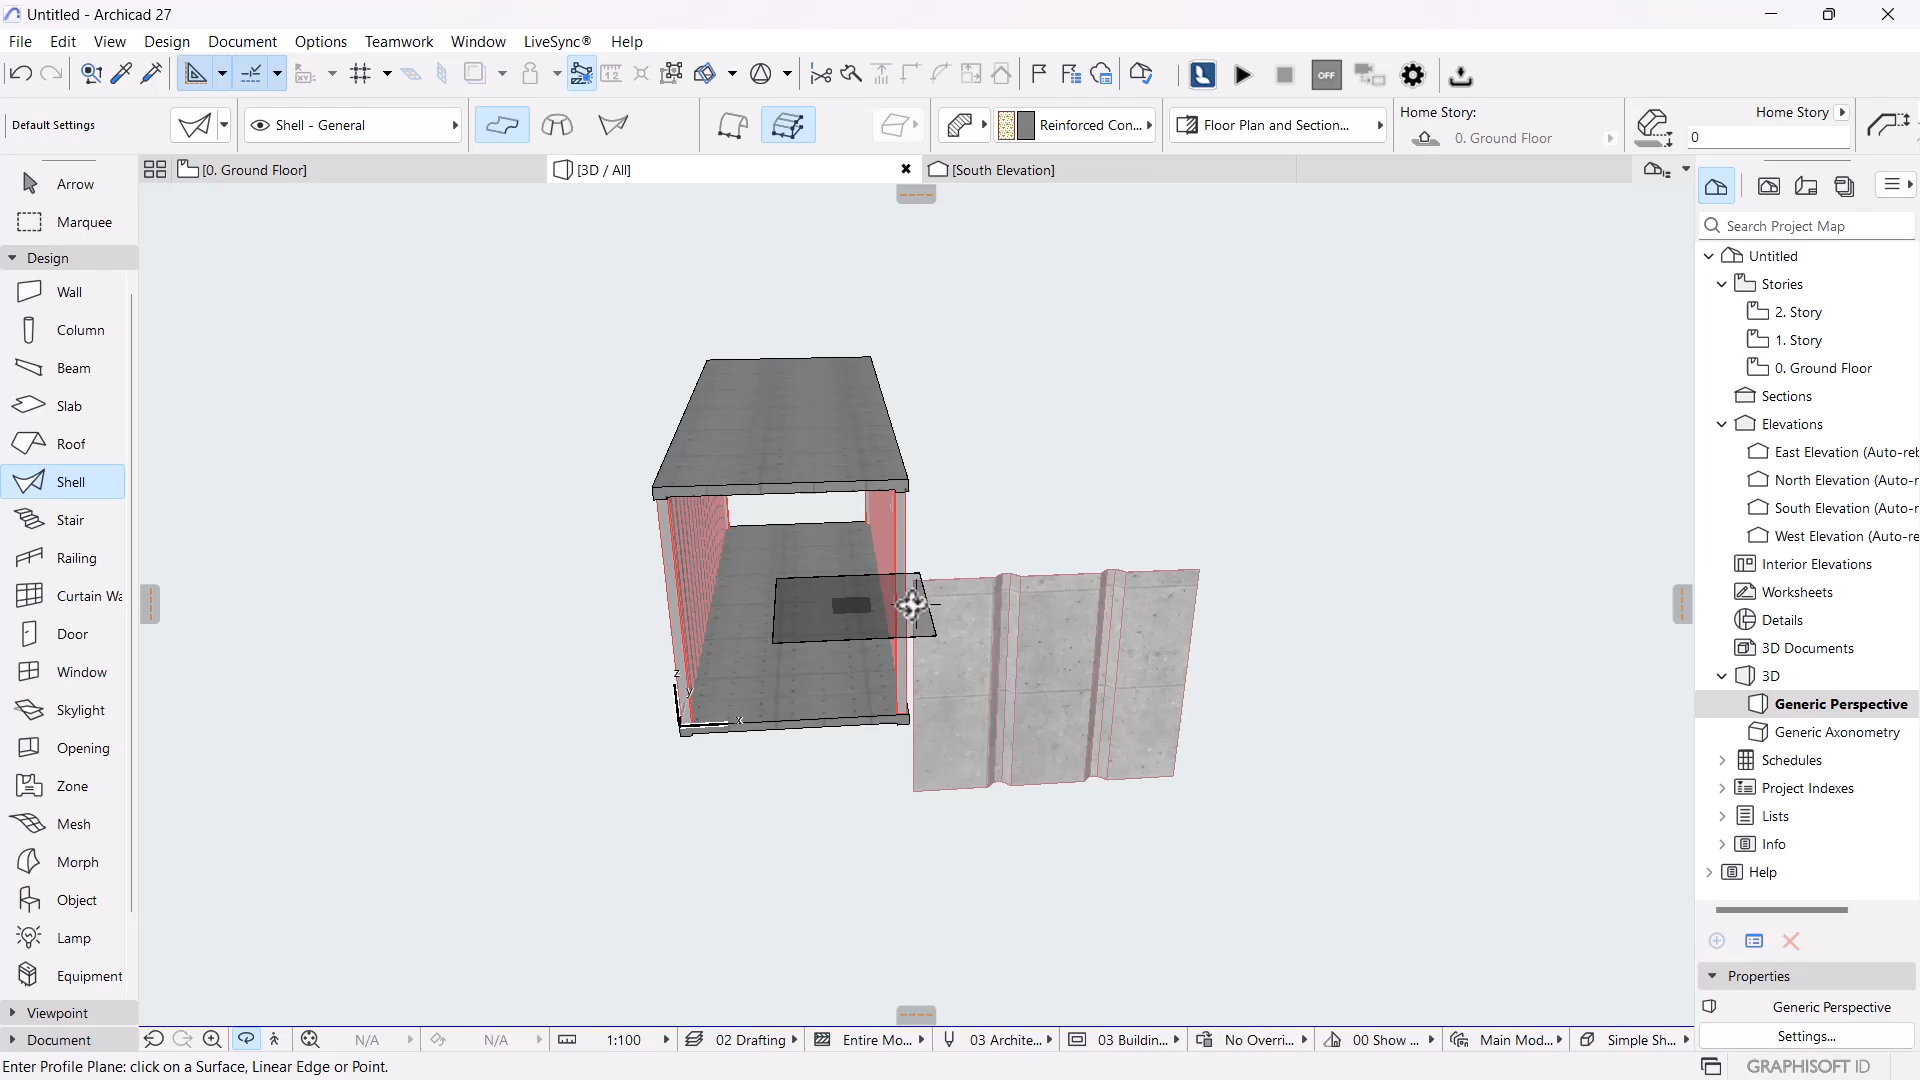 Untitled - Archicad 27
File Edit View Design Document Options Teamwork Window LiveSync® Help
OFF
Default Settings
Shell - General
Reinforced Con...
Floor Plan and Section...
Home Story:
0. Ground Floor
Home Story
0
[0. Ground Floor]
[3D / All]
[South Elevation]
Arrow
Marquee
Design
Wall
Column
Beam
Slab
Roof
Shell
Stair
Railing
Curtain Wa
Door
Window
Skylight
Opening
Zone
Mesh
Morph
Object
Lamp
Equipment
Viewpoint
Document
z
y
x
Search Project Map
Untitled
Stories
2. Story
1. Story
0. Ground Floor
Sections
Elevations
East Elevation (Auto-reb
North Elevation (Auto-r
South Elevation (Auto-re
West Elevation (Auto-re
Interior Elevations
Worksheets
Details
3D Documents
3D
Generic Perspective
Generic Axonometry
Schedules
Project Indexes
Lists
Info
Help
Properties
Generic Perspective
Settings...
N/A N/A 1:100 02 Drafting Entire Mo... 03 Archite... 03 Buildin... No Overri... 00 Show ... Main Mod... Simple Sh...
Enter Profile Plane: click on a Surface, Linear Edge or Point.
GRAPHISOFT ID